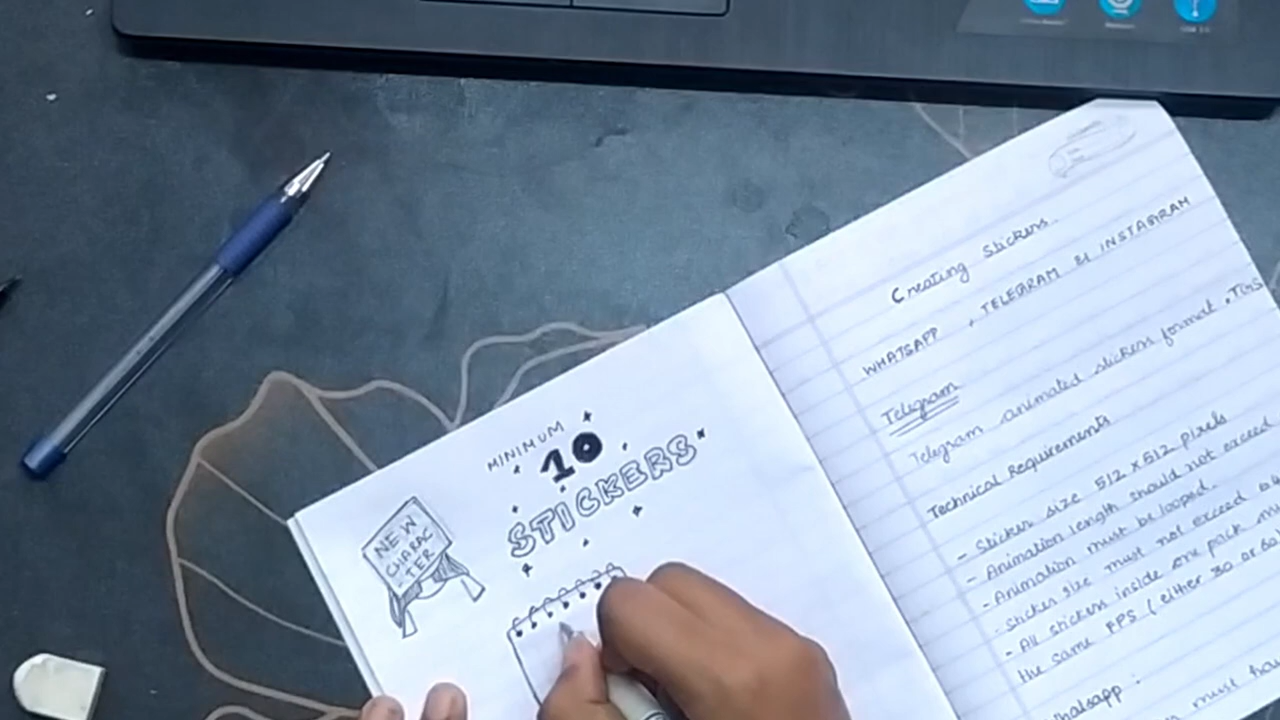 MINIMUM
10
STICKERS
NEW
CHARAC
TER
Creating Stickers.
WHATSAPP , TELEGRAM & INSTAGRAM
Telegram
Telegram animated stickers format .TGS
Technical Requirements
- Sticker size 512 x 512 pixels
- Animation length should not exceed
- Animation must be looped.
- Sticker size must not exceed
- All stickers inside one pack
the same FPS ( either 30 or 60
Whatsapp :
must have